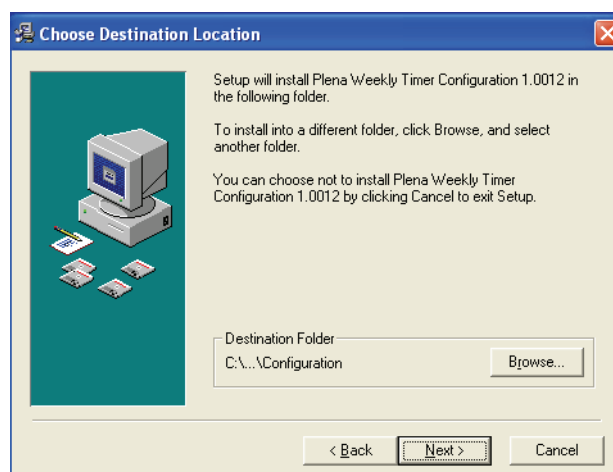 Choose Destination Location
Setup will install Plena Weekly Timer Configuration 1.0012 in
the following folder.
To install into a different folder, click Browse, and select
another folder.
You can choose not to install Plena Weekly Timer
Configuration 1.0012 by clicking Cancel to exit Setup.
Destination Folder
C:\...\Configuration
Browse...
< Back
Next >
Cancel